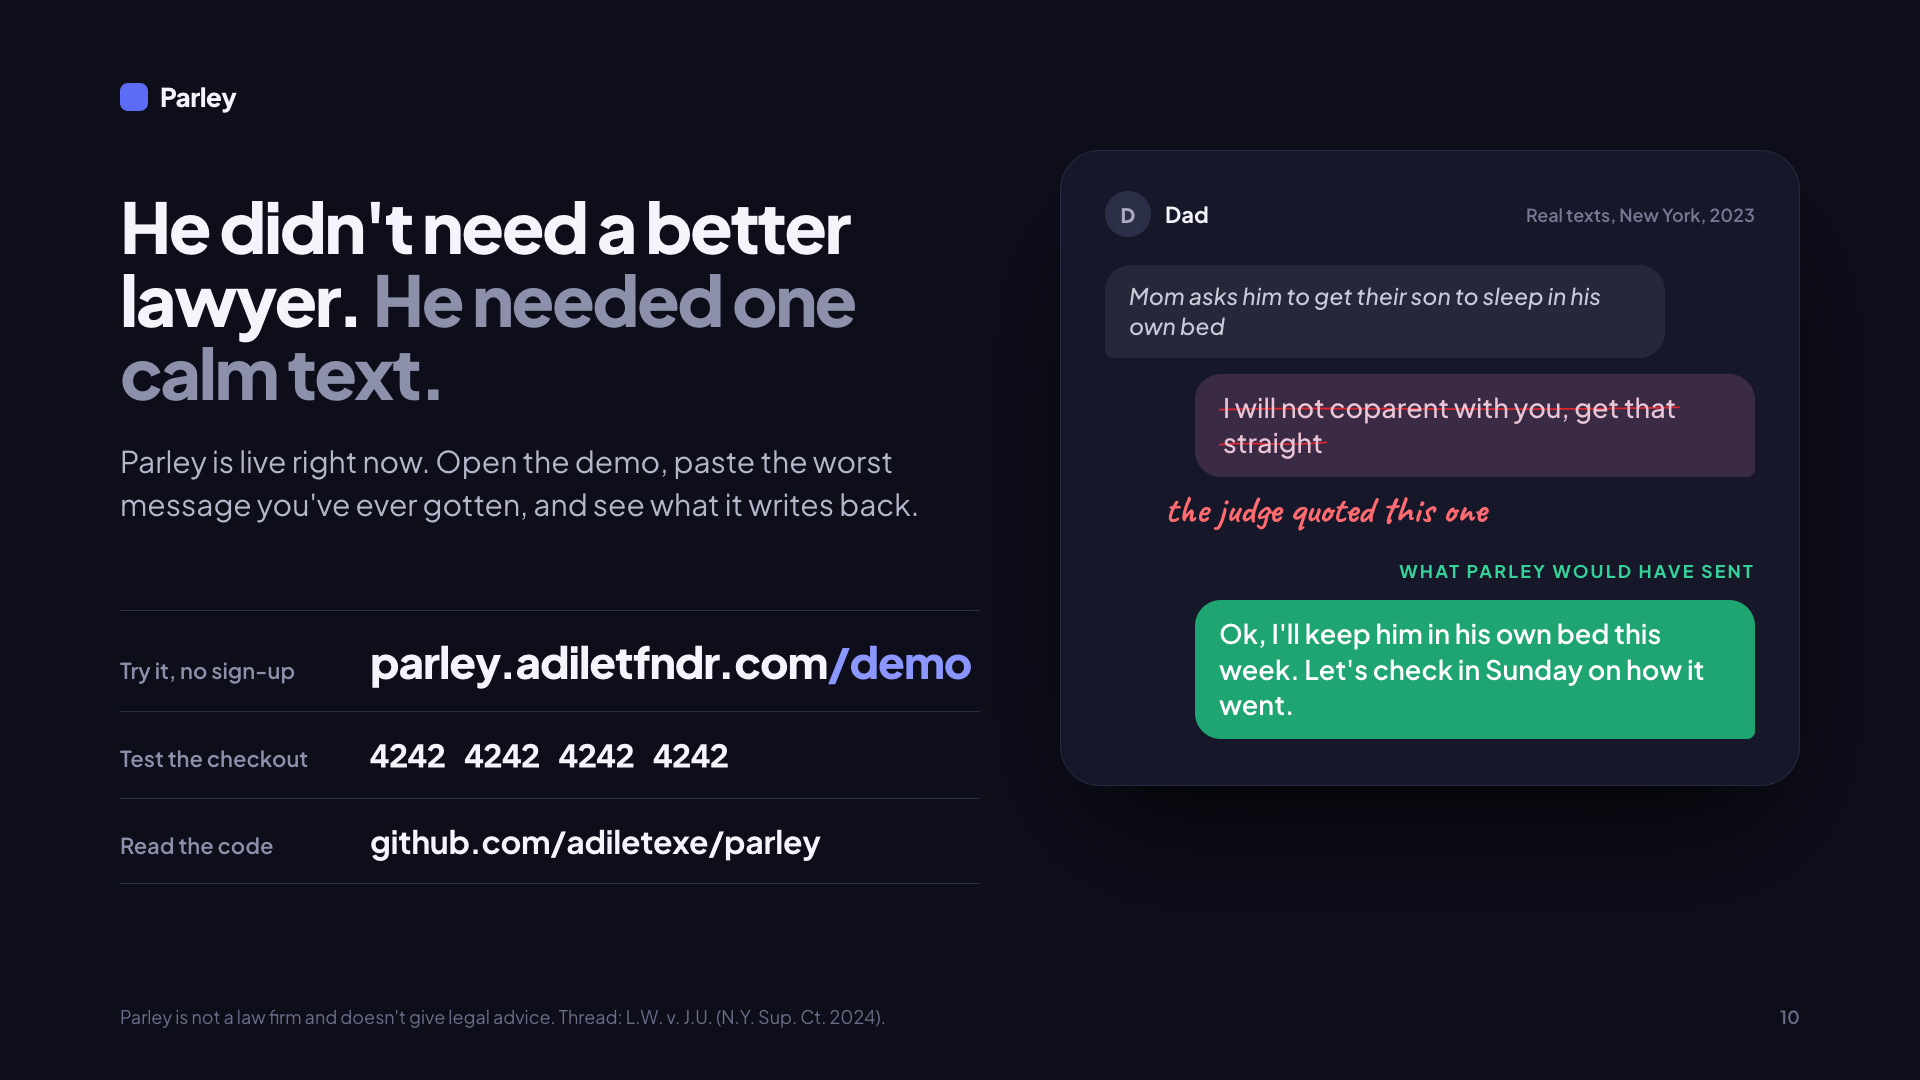 Parley
He didn't need a better
lawyer. He needed one
calm text.
Parley is live right now. Open the demo, paste the worst
message you've ever gotten, and see what it writes back.
Try it, no sign-up
parley.adiletfndr.com/demo
Test the checkout
4242 4242 4242 4242
Read the code
github.com/adiletexe/parley
D
Dad
Real texts, New York, 2023
Mom asks him to get their son to sleep in his
own bed
I will not coparent with you, get that
straight
the judge quoted this one
WHAT PARLEY WOULD HAVE SENT
Ok, I'll keep him in his own bed this
week. Let's check in Sunday on how it
went.
Parley is not a law firm and doesn't give legal advice. Thread: L.W. v. J.U. (N.Y. Sup. Ct. 2024).
10